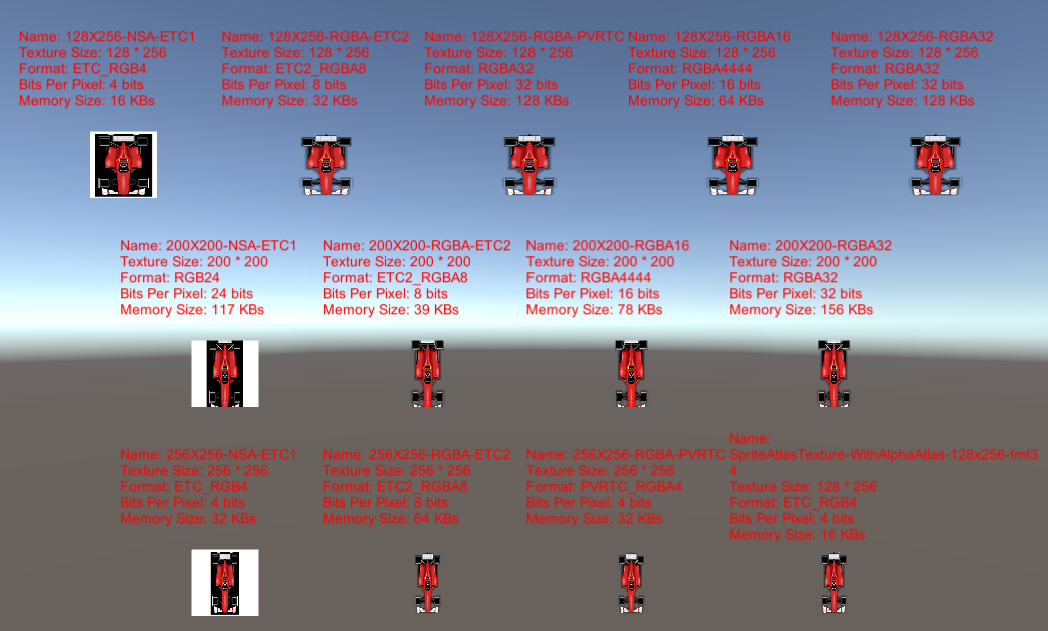 Name: 128X256-NSA-ETC1
Texture Size: 128 * 256
Format: ETC_RGB4
Bits Per Pixel: 4 bits
Memory Size: 16 KBs
Name: 128X256-RGBA-ETC2
Texture Size: 128 * 256
Format: ETC2_RGBA8
Bits Per Pixel: 8 bits
Memory Size: 32 KBs
Name: 128X256-RGBA-PVRTC
Texture Size: 128 * 256
Format: RGBA32
Bits Per Pixel: 32 bits
Memory Size: 128 KBs
Name: 128X256-RGBA16
Texture Size: 128 * 256
Format: RGBA4444
Bits Per Pixel: 16 bits
Memory Size: 64 KBs
Name: 128X256-RGBA32
Texture Size: 128 * 256
Format: RGBA32
Bits Per Pixel: 32 bits
Memory Size: 128 KBs
Name: 200X200-NSA-ETC1
Texture Size: 200 * 200
Format: RGB24
Bits Per Pixel: 24 bits
Memory Size: 117 KBs
Name: 200X200-RGBA-ETC2
Texture Size: 200 * 200
Format: ETC2_RGBA8
Bits Per Pixel: 8 bits
Memory Size: 39 KBs
Name: 200X200-RGBA16
Texture Size: 200 * 200
Format: RGBA4444
Bits Per Pixel: 16 bits
Memory Size: 78 KBs
Name: 200X200-RGBA32
Texture Size: 200 * 200
Format: RGBA32
Bits Per Pixel: 32 bits
Memory Size: 156 KBs
Name: 256X256-NSA-ETC1
Texture Size: 256 * 256
Format: ETC_RGB4
Bits Per Pixel: 4 bits
Memory Size: 32 KBs
Name: 256X256-RGBA-ETC2
Texture Size: 256 * 256
Format: ETC2_RGBA8
Bits Per Pixel: 8 bits
Memory Size: 64 KBs
Name: 256X256-RGBA-PVRTC
Texture Size: 256 * 256
Format: PVRTC_RGBA4
Bits Per Pixel: 4 bits
Memory Size: 32 KBs
Name:
SpriteAtlasTexture-WithAlphaAtlas-128x256-fmt3
4
Texture Size: 128 * 256
Format: ETC_RGB4
Bits Per Pixel: 4 bits
Memory Size: 16 KBs